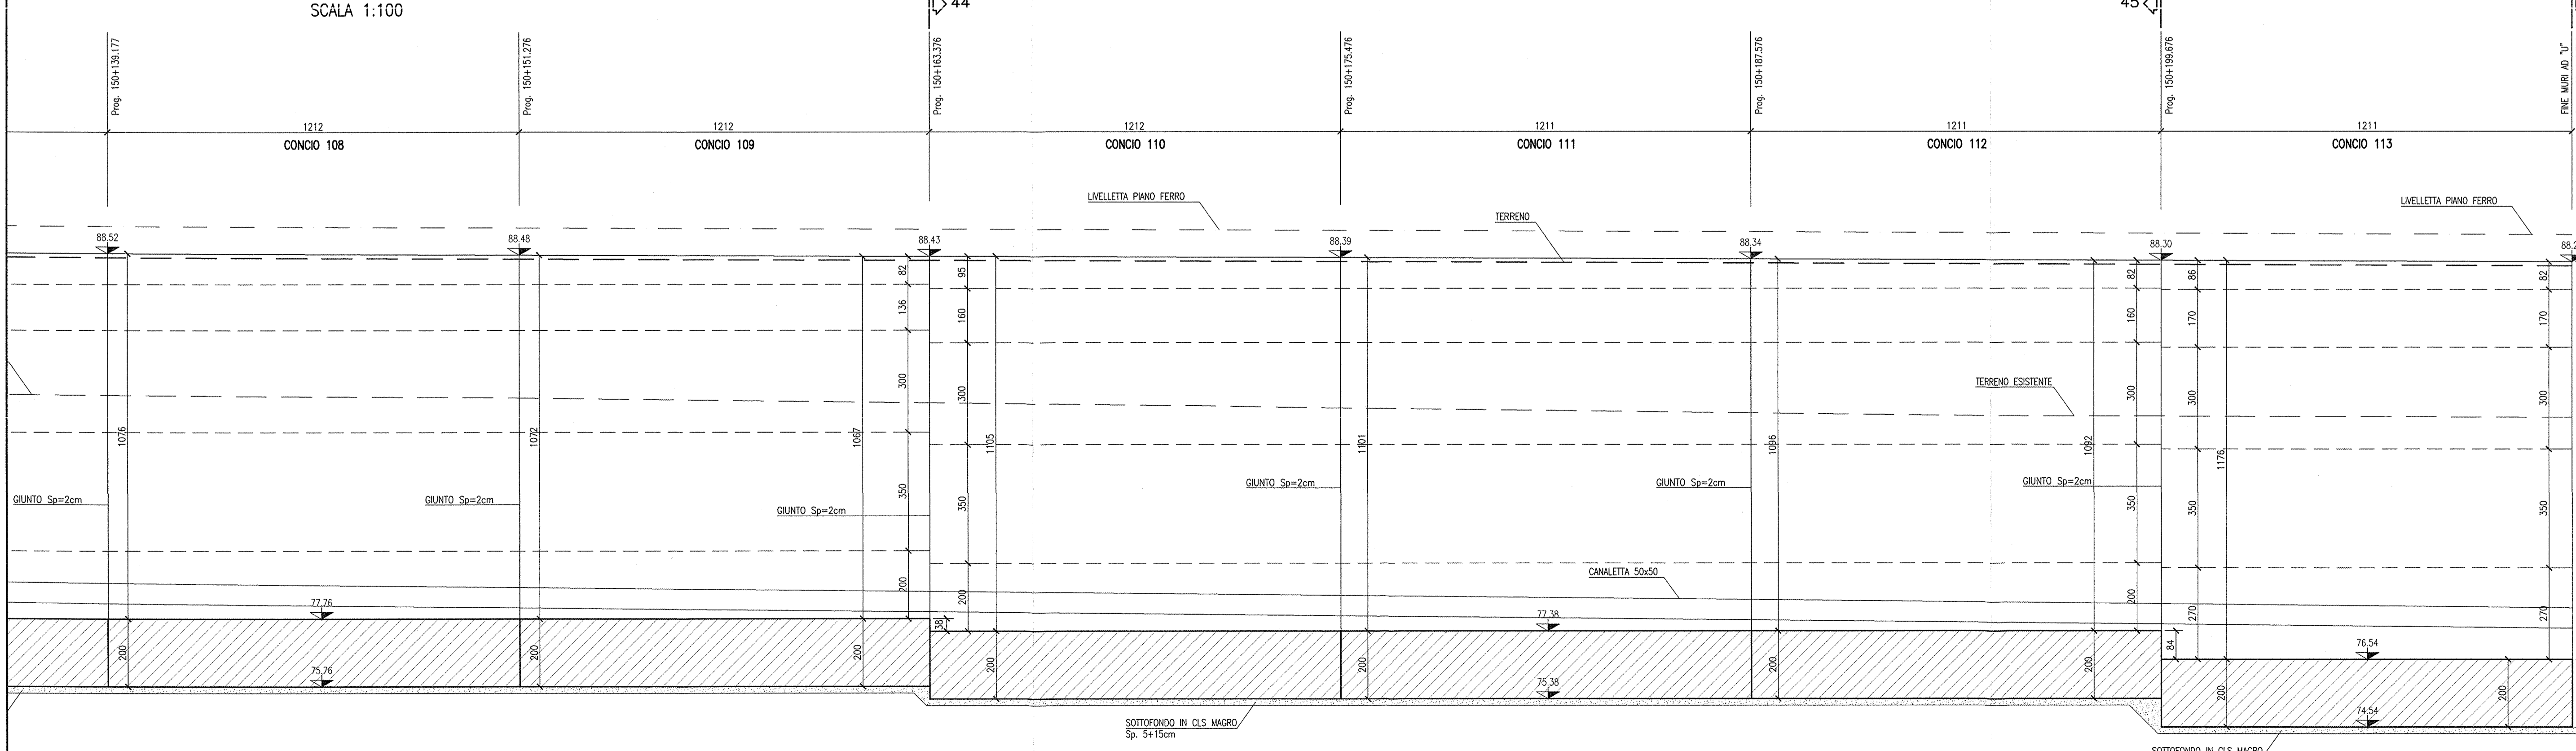 SCALA 1:100
44
45
Prog. 150+139.177
Prog. 150+151.276
Prog. 150+163.376
Prog. 150+175.476
Prog. 150+187.576
Prog. 150+199.676
FINE MURI AD "U"
1212
1212
1212
1211
1211
1211
CONCIO 108
CONCIO 109
CONCIO 110
CONCIO 111
CONCIO 112
CONCIO 113
LIVELLETTA PIANO FERRO
TERRENO
LIVELLETTA PIANO FERRO
88.52
88.48
88.43
88.39
88.34
88.30
82
95
82
86
82
136
160
160
170
170
300
300
300
300
300
TERRENO ESISTENTE
1076
1072
1067
1105
1101
1096
1092
1176
GIUNTO Sp=2cm
GIUNTO Sp=2cm
GIUNTO Sp=2cm
GIUNTO Sp=2cm
GIUNTO Sp=2cm
GIUNTO Sp=2cm
350
350
350
350
350
CANALETTA 50x50
200
200
200
270
270
77.76
38
77.38
84
76.54
200
200
200
200
200
200
200
200
200
75.76
75.38
74.54
SOTTOFONDO IN CLS MAGRO
Sp. 5+15cm
SOTTOFONDO IN CLS MAGRO